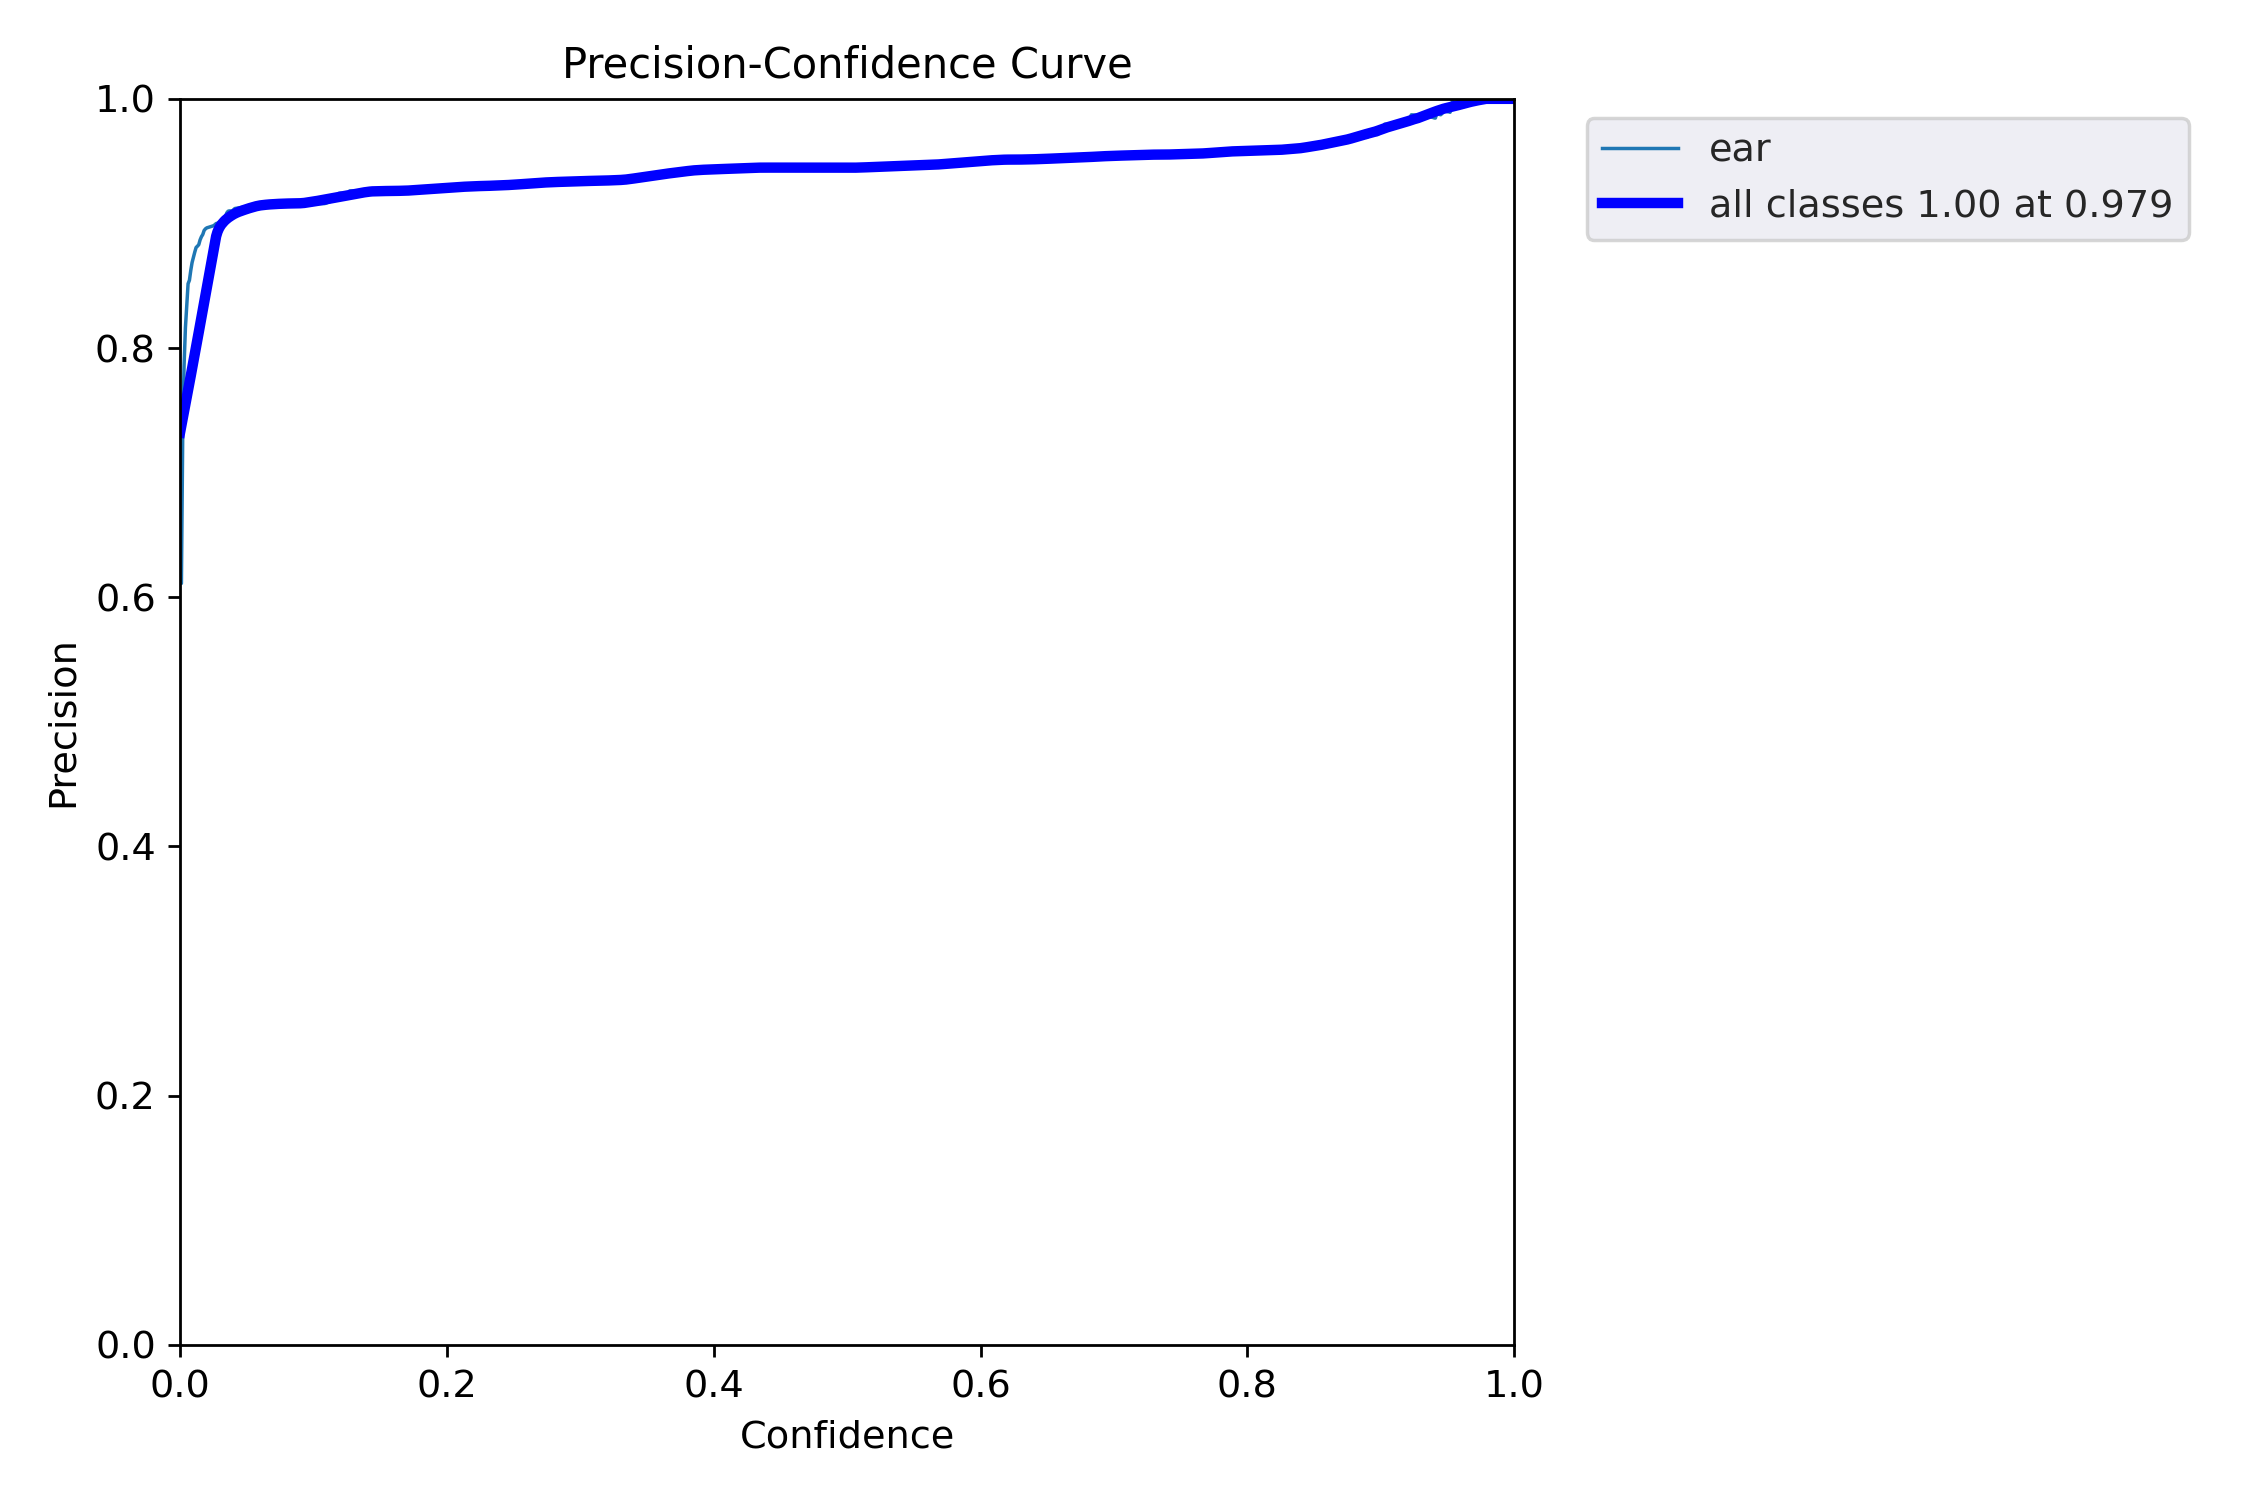 Precision-Confidence Curve
1.0
0.8
0.6
0.4
0.2
0.0
Precision
0.0 0.2 0.4 0.6 0.8 1.0
Confidence
ear
all classes 1.00 at 0.979